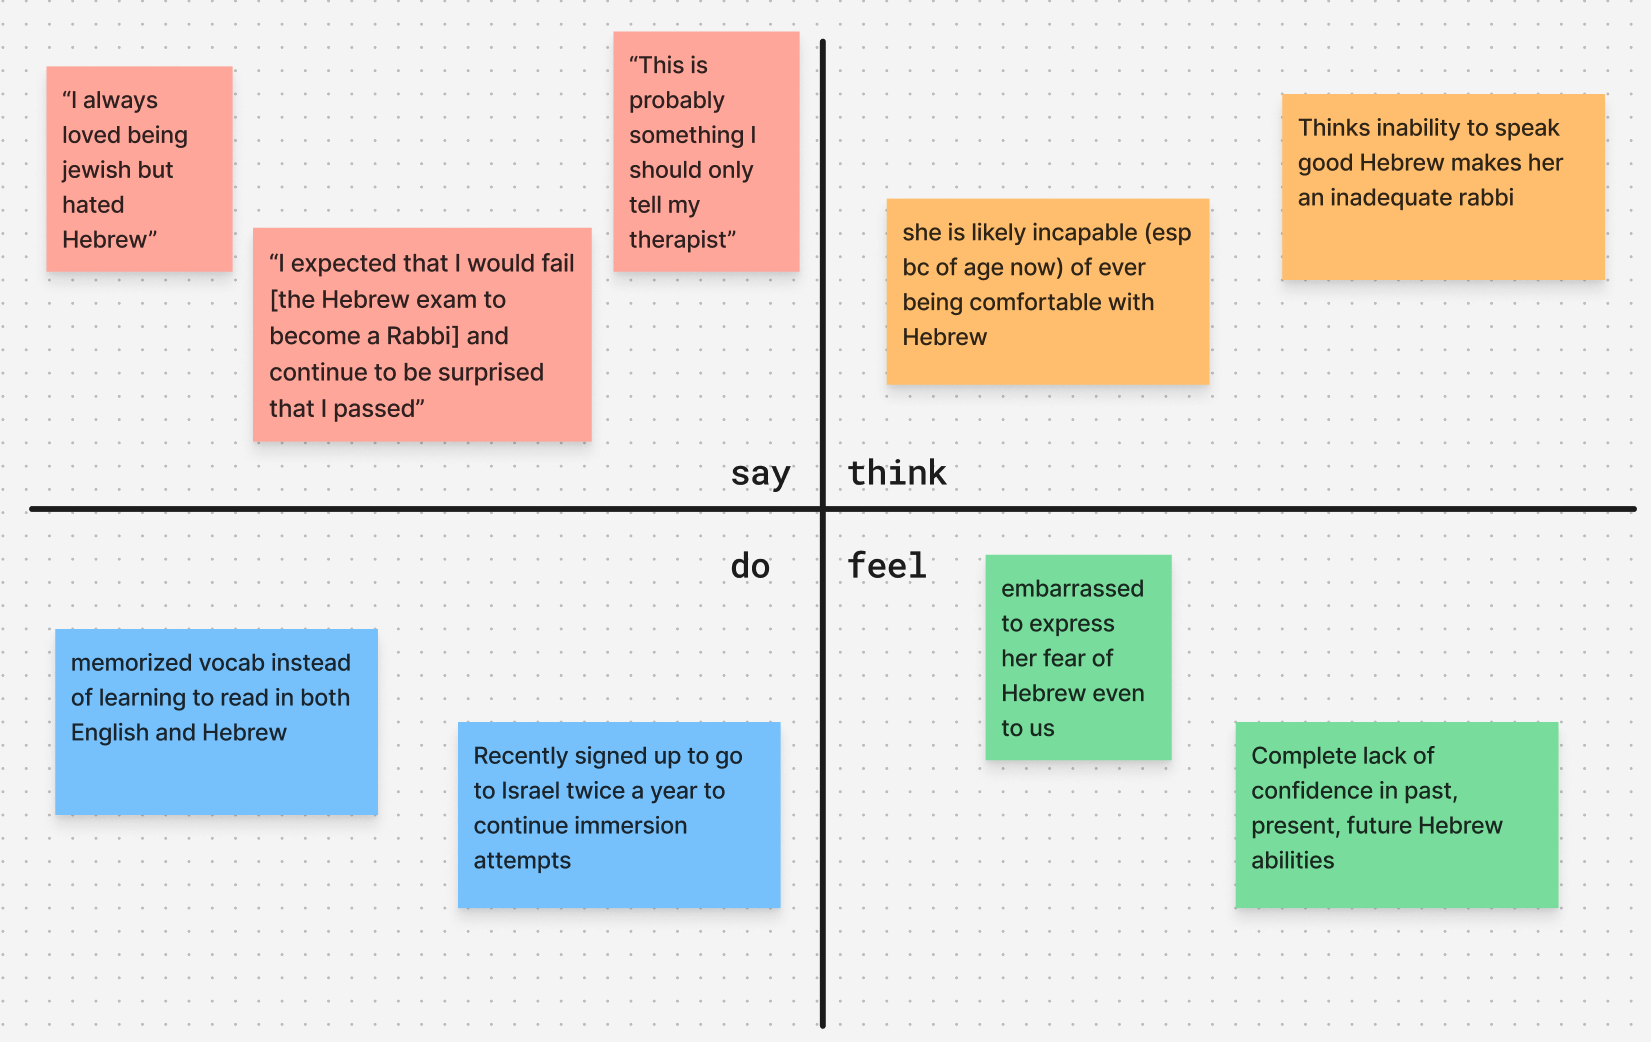 “I always
loved being
jewish but
hated
Hebrew”
“I expected that I would fail
[the Hebrew exam to
become a Rabbi] and
continue to be surprised
that I passed”
“This is
probably
something I
should only
tell my
therapist”
say
she is likely incapable (esp
bc of age now) of ever
being comfortable with
Hebrew
Thinks inability to speak
good Hebrew makes her
an inadequate rabbi
think
do
memorized vocab instead
of learning to read in both
English and Hebrew
Recently signed up to go
to Israel twice a year to
continue immersion
attempts
feel
embarrassed
to express
her fear of
Hebrew even
to us
Complete lack of
confidence in past,
present, future Hebrew
abilities